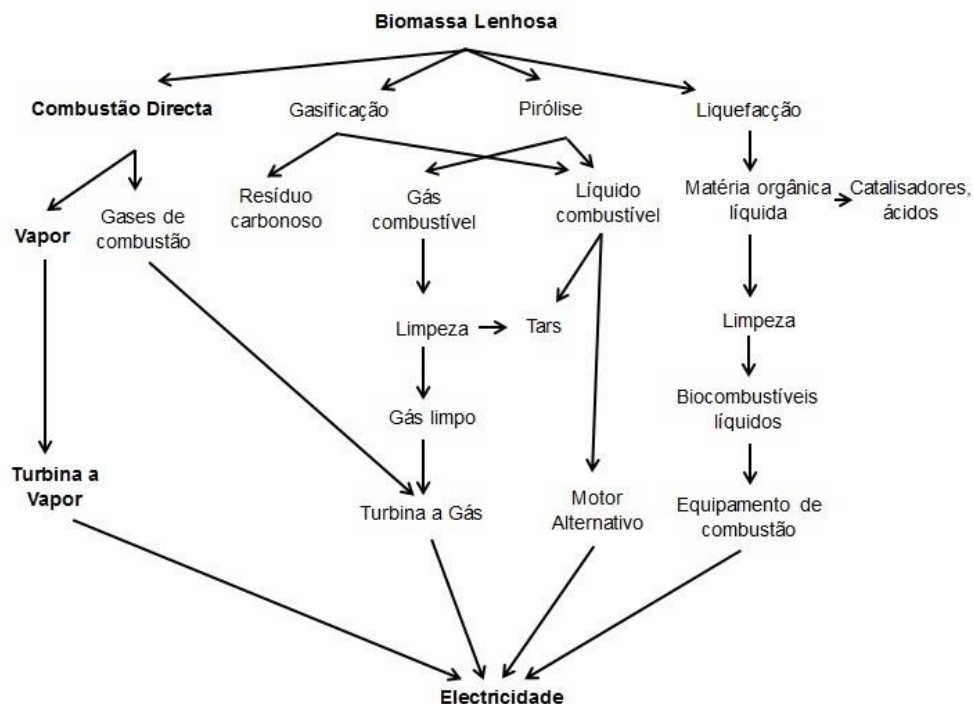 Biomassa Lenhosa
Combustão Directa
Gasificação
Pirólise
Liquefacção
Vapor
Gases de
combustão
Resíduo
carbonoso
Gás
combustível
Líquido
combustível
Matéria orgânica
líquida
Catalisadores,
ácidos
Limpeza
Tars
Limpeza
Gás limpo
Biocombustíveis
líquidos
Turbina a
Vapor
Turbina a Gás
Motor
Alternativo
Equipamento de
combustão
Electricidade